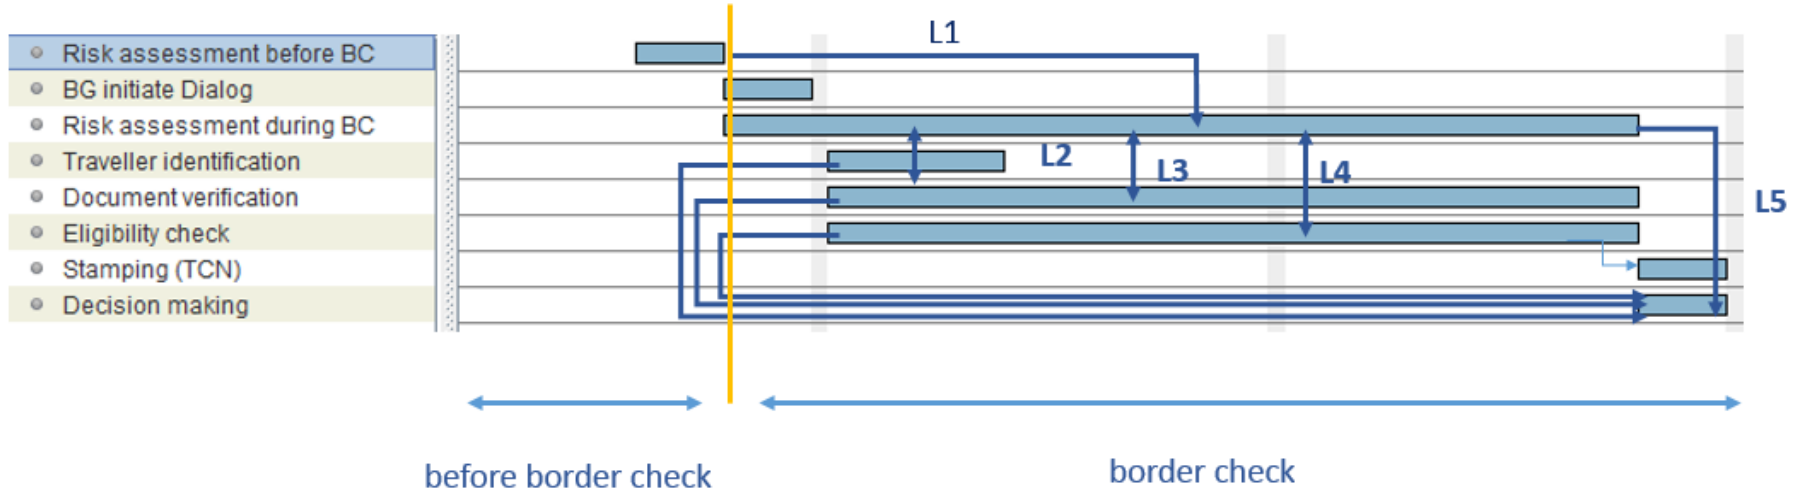 L1
Risk assessment before BC
BG initiate Dialog
Risk assessment during BC
Traveller identification
L2
Document verification
L3
L4
L5
Eligibility check
Stamping (TCN)
Decision making
before border check
border check